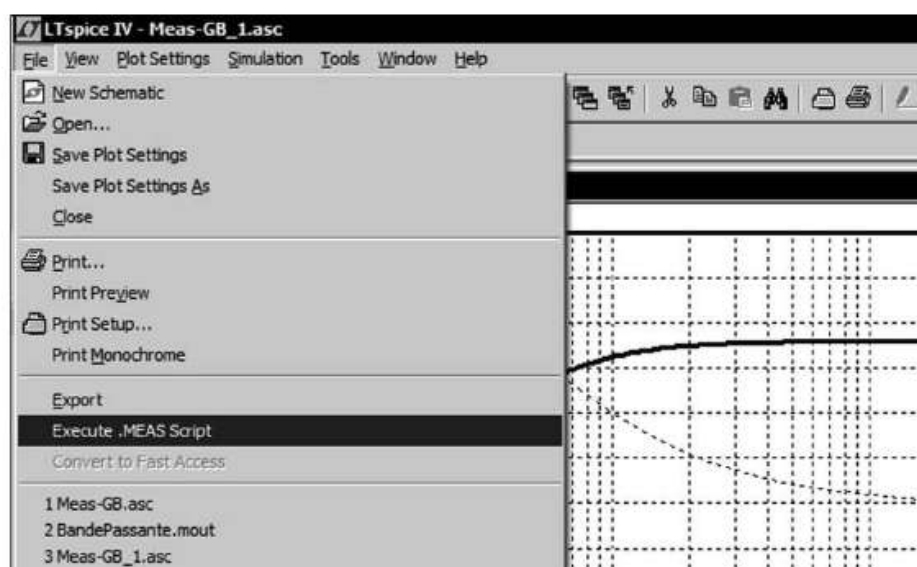 LTspice IV - Meas-GB_1.asc
File View Plot Settings Simulation Tools Window Help
New Schematic
Open...
Save Plot Settings
Save Plot Settings As
Close
Print...
Print Preview
Print Setup...
Print Monochrome
Export
Execute .MEAS Script
Convert to Fast Access
1 Meas-GB.asc
2 BandePassante.mout
3 Meas-GB_1.asc